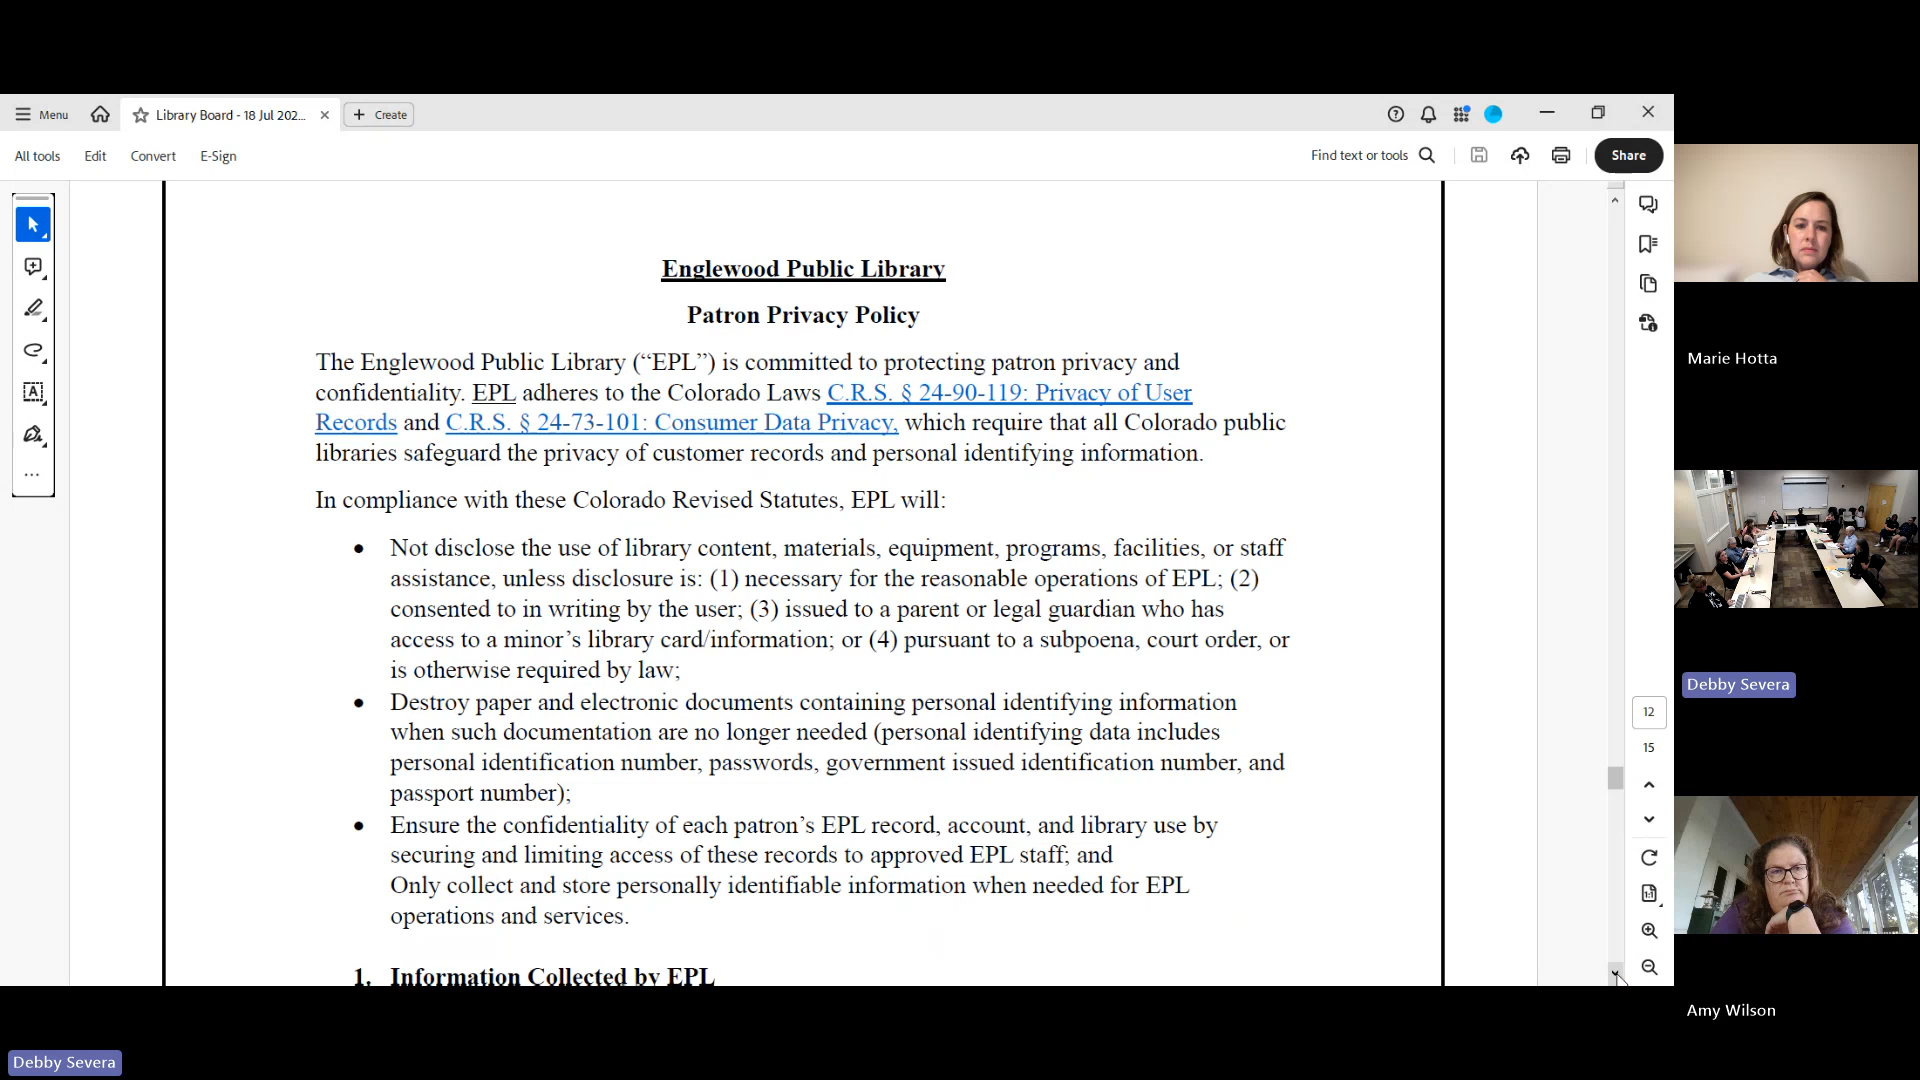 Menu
Library Board - 18 Jul 202...
Create
All tools
Edit
Convert
E-Sign
Find text or tools
Share
Englewood Public Library
Patron Privacy Policy
The Englewood Public Library (“EPL”) is committed to protecting patron privacy and
confidentiality. EPL adheres to the Colorado Laws C.R.S. § 24-90-119: Privacy of User
Records and C.R.S. § 24-73-101: Consumer Data Privacy, which require that all Colorado public
libraries safeguard the privacy of customer records and personal identifying information.
In compliance with these Colorado Revised Statutes, EPL will:
• Not disclose the use of library content, materials, equipment, programs, facilities, or staff
assistance, unless disclosure is: (1) necessary for the reasonable operations of EPL; (2)
consented to in writing by the user; (3) issued to a parent or legal guardian who has
access to a minor’s library card/information; or (4) pursuant to a subpoena, court order, or
is otherwise required by law;
• Destroy paper and electronic documents containing personal identifying information
when such documentation are no longer needed (personal identifying data includes
personal identification number, passwords, government issued identification number, and
passport number);
• Ensure the confidentiality of each patron’s EPL record, account, and library use by
securing and limiting access of these records to approved EPL staff; and
Only collect and store personally identifiable information when needed for EPL
operations and services.
1. Information Collected by EPL
12
15
Marie Hotta
Debby Severa
Amy Wilson
Debby Severa